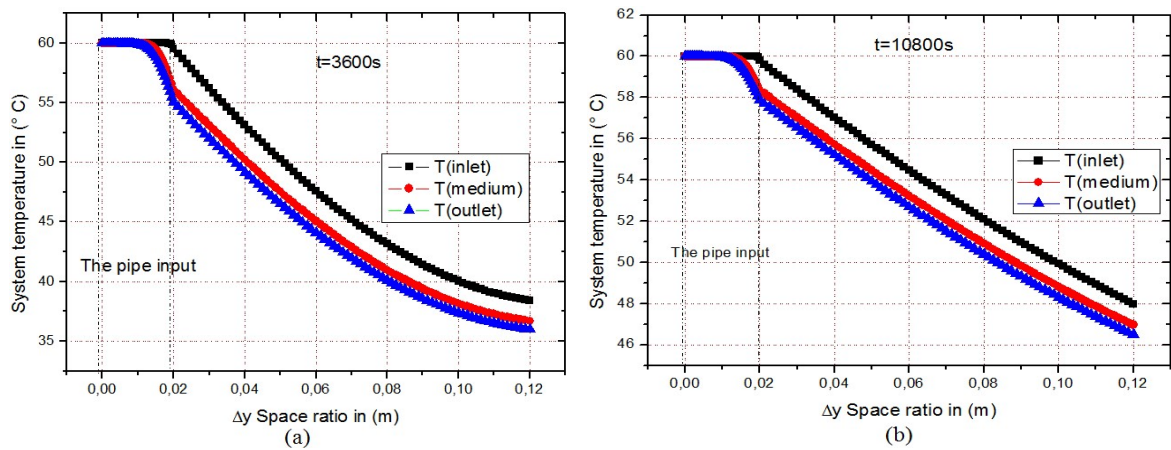 60
55
50
45
40
35
System temperature in (° C)
t=3600s
T(inlet)
T(medium)
T(outlet)
The pipe input
0,00 0,02 0,04 0,06 0,08 0,10 0,12
Δy Space ratio in (m)
(a)
62
60
58
56
54
52
50
48
46
System temperature in (° C)
t=10800s
T(inlet)
T(medium)
T(outlet)
The pipe input
0,00 0,02 0,04 0,06 0,08 0,10 0,12
Δy Space ratio in (m)
(b)